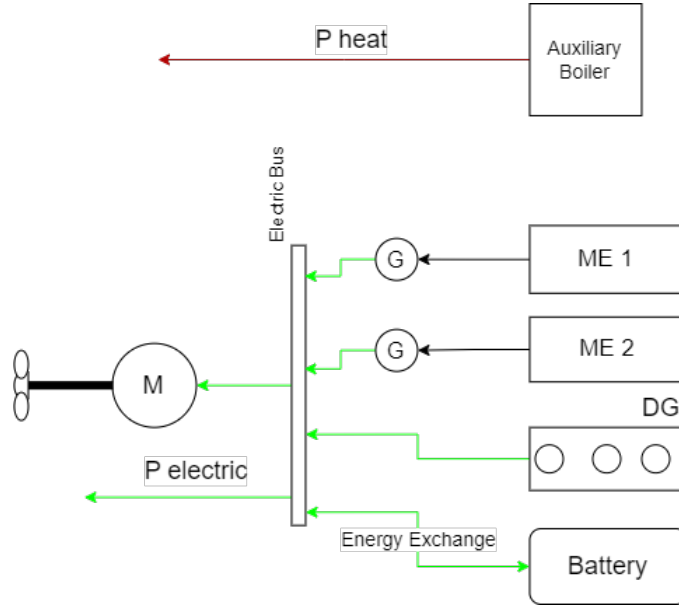 P heat
Auxiliary
Boiler
Electric Bus
G
ME 1
G
ME 2
M
DG
P electric
Energy Exchange
Battery